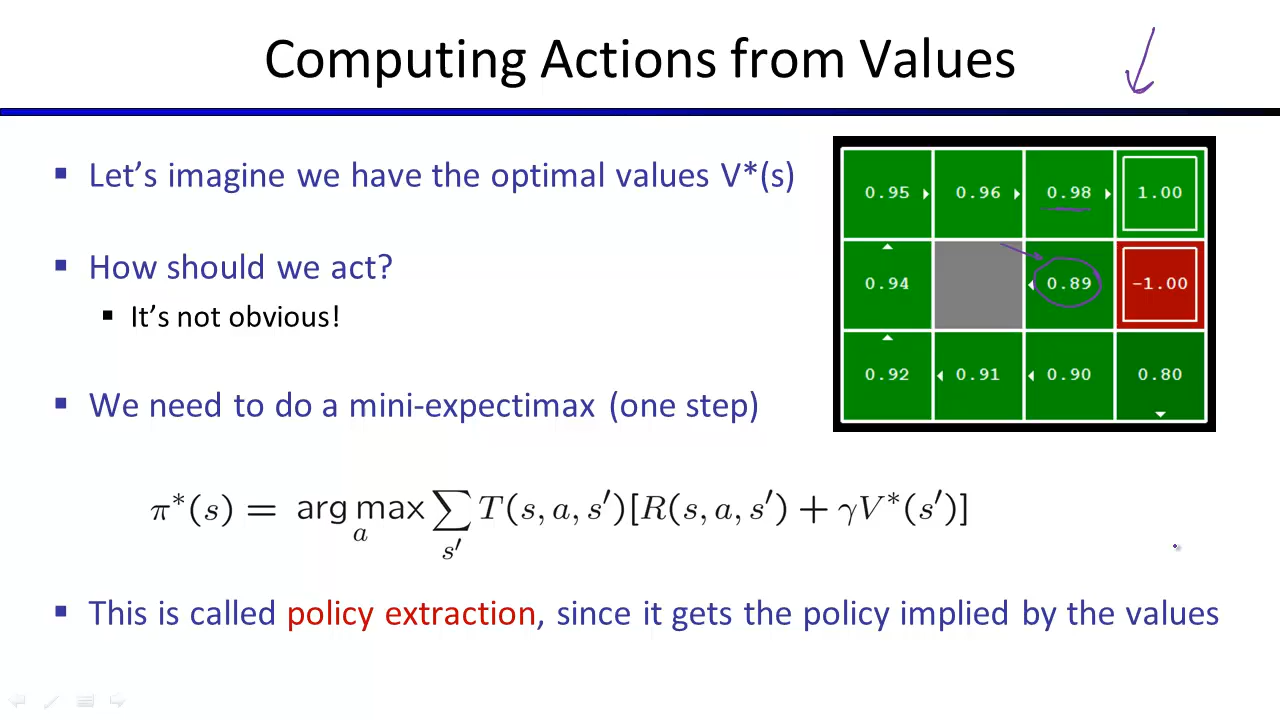 Computing Actions from Values
▪ Let’s imagine we have the optimal values V*(s)
▪ How should we act?
▪ It’s not obvious!
▪ We need to do a mini-expectimax (one step)
π*(s) = arg max_a ∑_{s′} T(s, a, s′)[R(s, a, s′) + γV*(s′)]
▪ This is called policy extraction, since it gets the policy implied by the values
0.95 0.96 0.98 1.00
0.94 0.89 -1.00
0.92 0.91 0.90 0.80